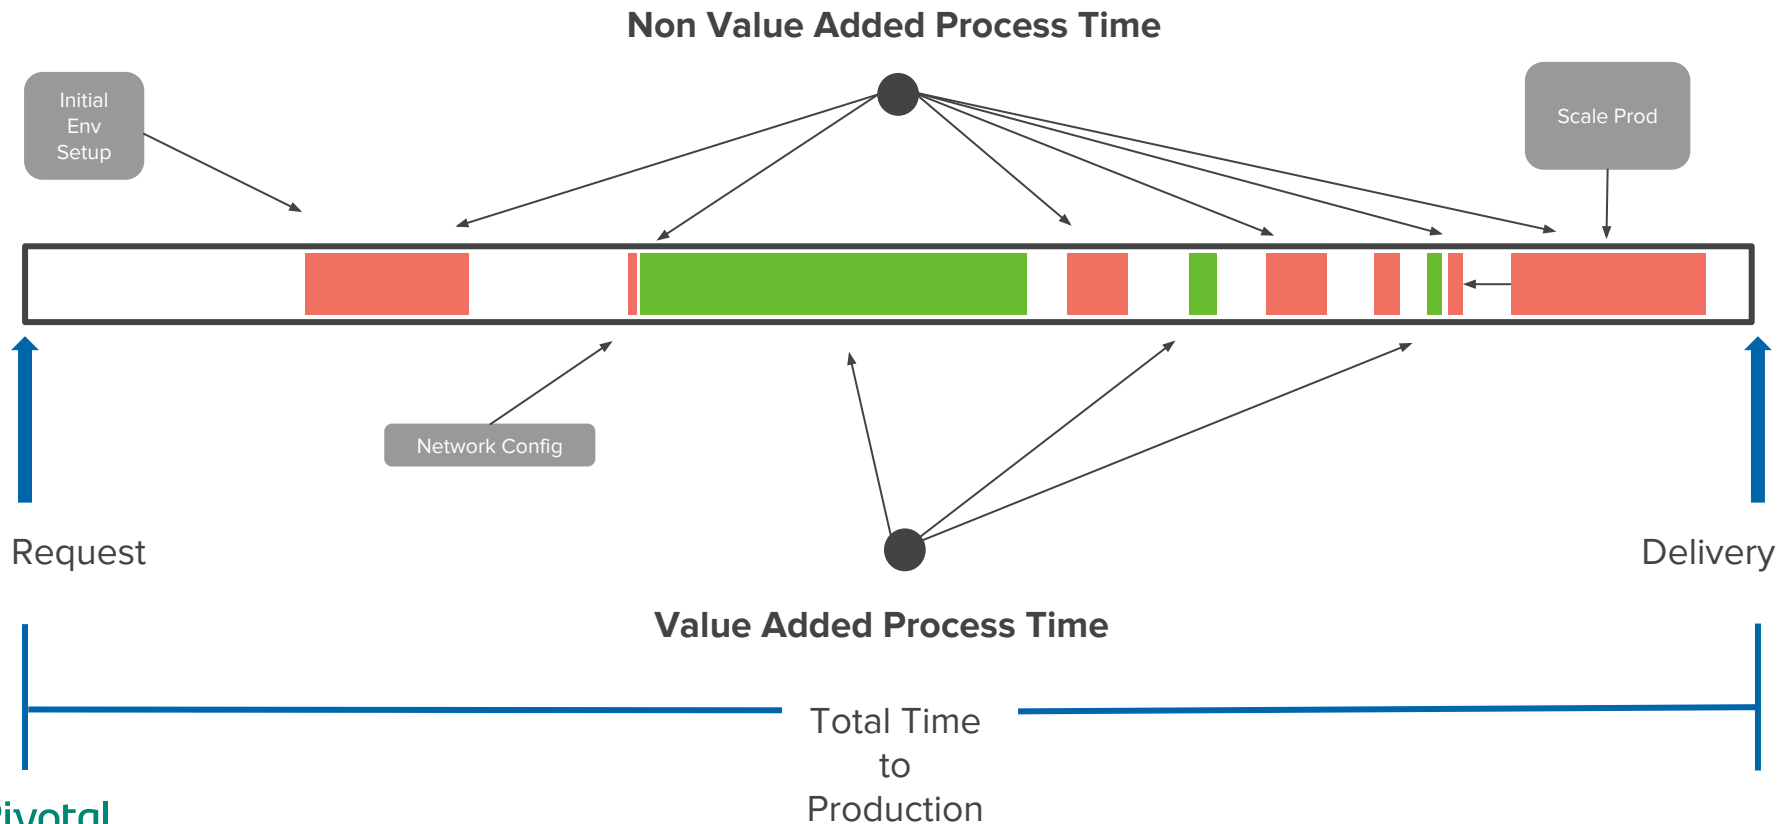 Non Value Added Process Time
Initial
Env
Setup
Scale Prod
Network Config
Request
Delivery
Value Added Process Time
Total Time
to
Production
Pivotal